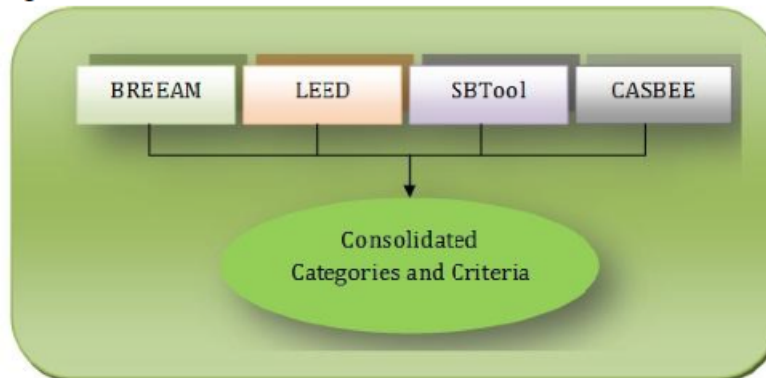 BREEAM
LEED
SBTool
CASBEE
Consolidated
Categories and Criteria